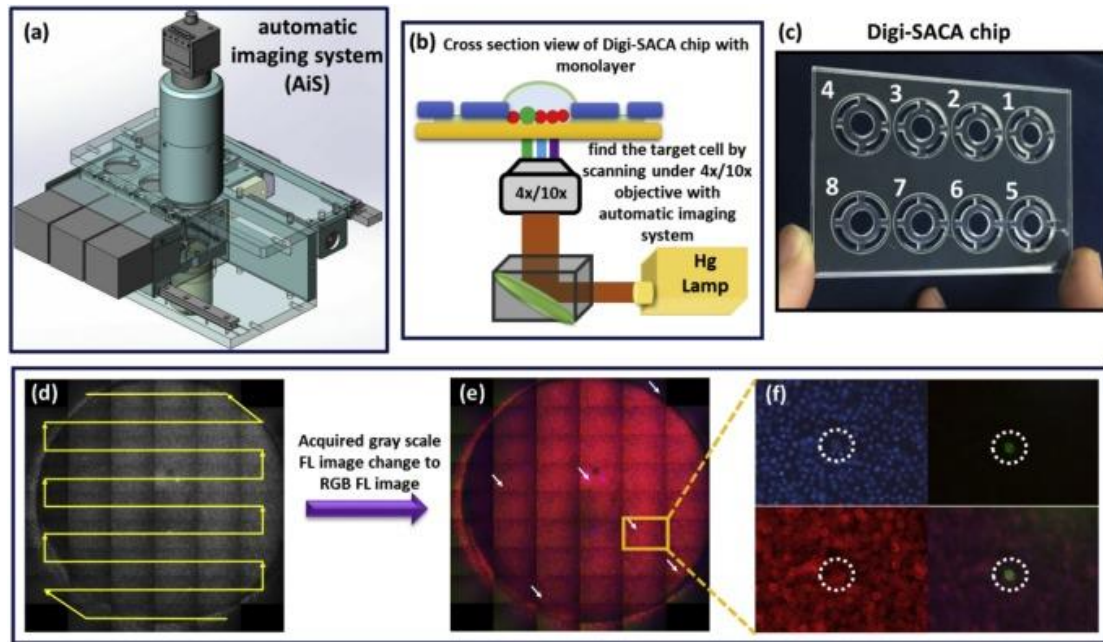 (a)
automatic
imaging system
(AiS)
(b) Cross section view of Digi-SACA chip with
monolayer
find the target cell by
scanning under 4x/10x
objective with
automatic imaging
system
4x/10x
Hg
Lamp
(c)
Digi-SACA chip
4 3 2 1
8 7 6 5
(d)
Acquired gray scale
FL image change to
RGB FL image
(e)
(f)